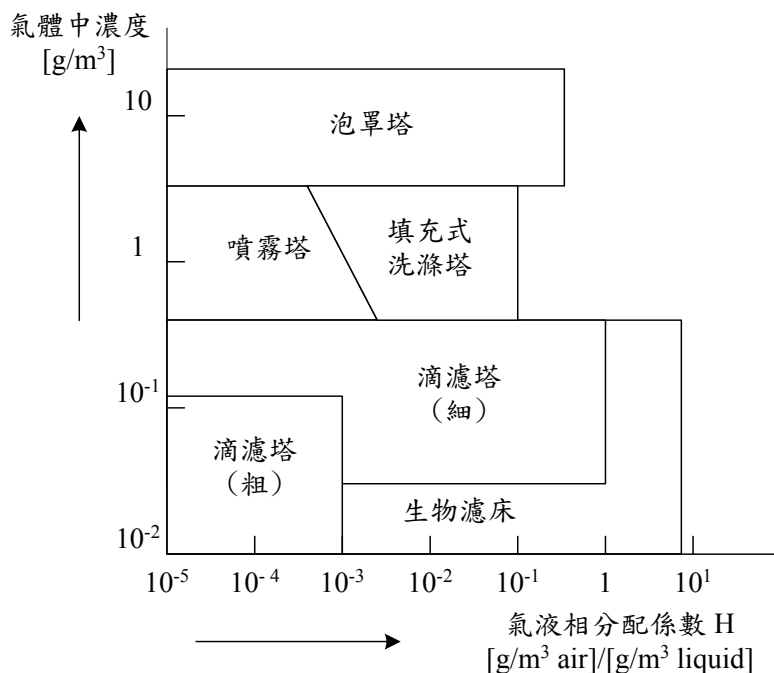 氣體中濃度
[g/m³]
10
泡罩塔
噴霧塔
填充式
洗滌塔
1
滴濾塔
（細）
10⁻¹
滴濾塔
（粗）
生物濾床
10⁻²
10⁻⁵ 10⁻⁴ 10⁻³ 10⁻² 10⁻¹ 1 10¹
氣液相分配係數 H
[g/m³ air]/[g/m³ liquid]